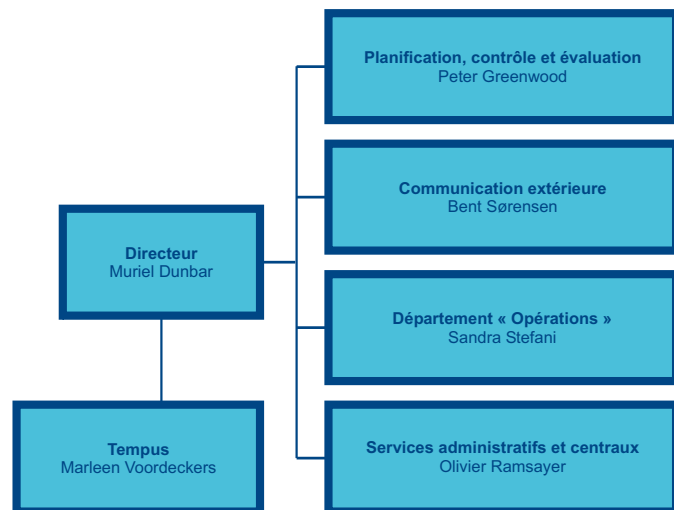 Planification, contrôle et évaluation
Peter Greenwood
Communication extérieure
Bent Sørensen
Directeur
Muriel Dunbar
Département « Opérations »
Sandra Stefani
Tempus
Marleen Voordeckers
Services administratifs et centraux
Olivier Ramsayer